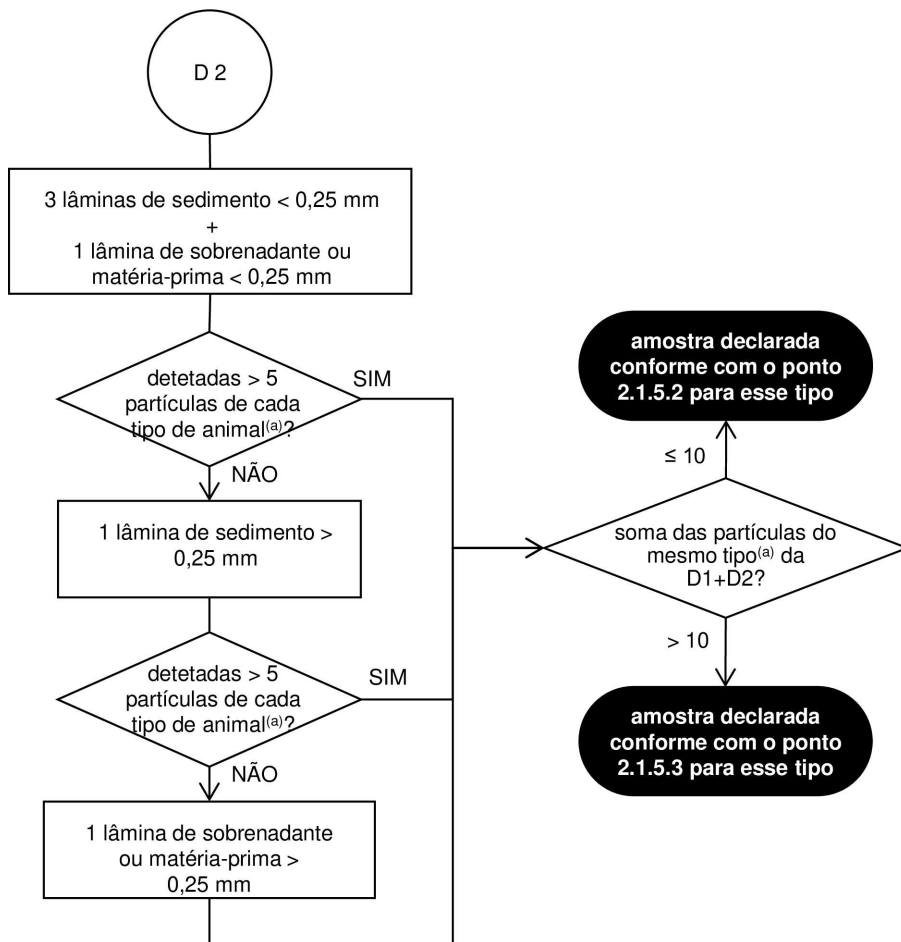 D 2
3 lâminas de sedimento < 0,25 mm
+
1 lâmina de sobrenadante ou
matéria-prima < 0,25 mm
detetadas > 5
partículas de cada
tipo de animal(a)?
SIM
NÃO
1 lâmina de sedimento >
0,25 mm
detetadas > 5
partículas de cada
tipo de animal(a)?
SIM
NÃO
1 lâmina de sobrenadante
ou matéria-prima >
0,25 mm
amostra declarada
conforme com o ponto
2.1.5.2 para esse tipo
≤ 10
soma das partículas do
mesmo tipo(a) da
D1+D2?
> 10
amostra declarada
conforme com o ponto
2.1.5.3 para esse tipo